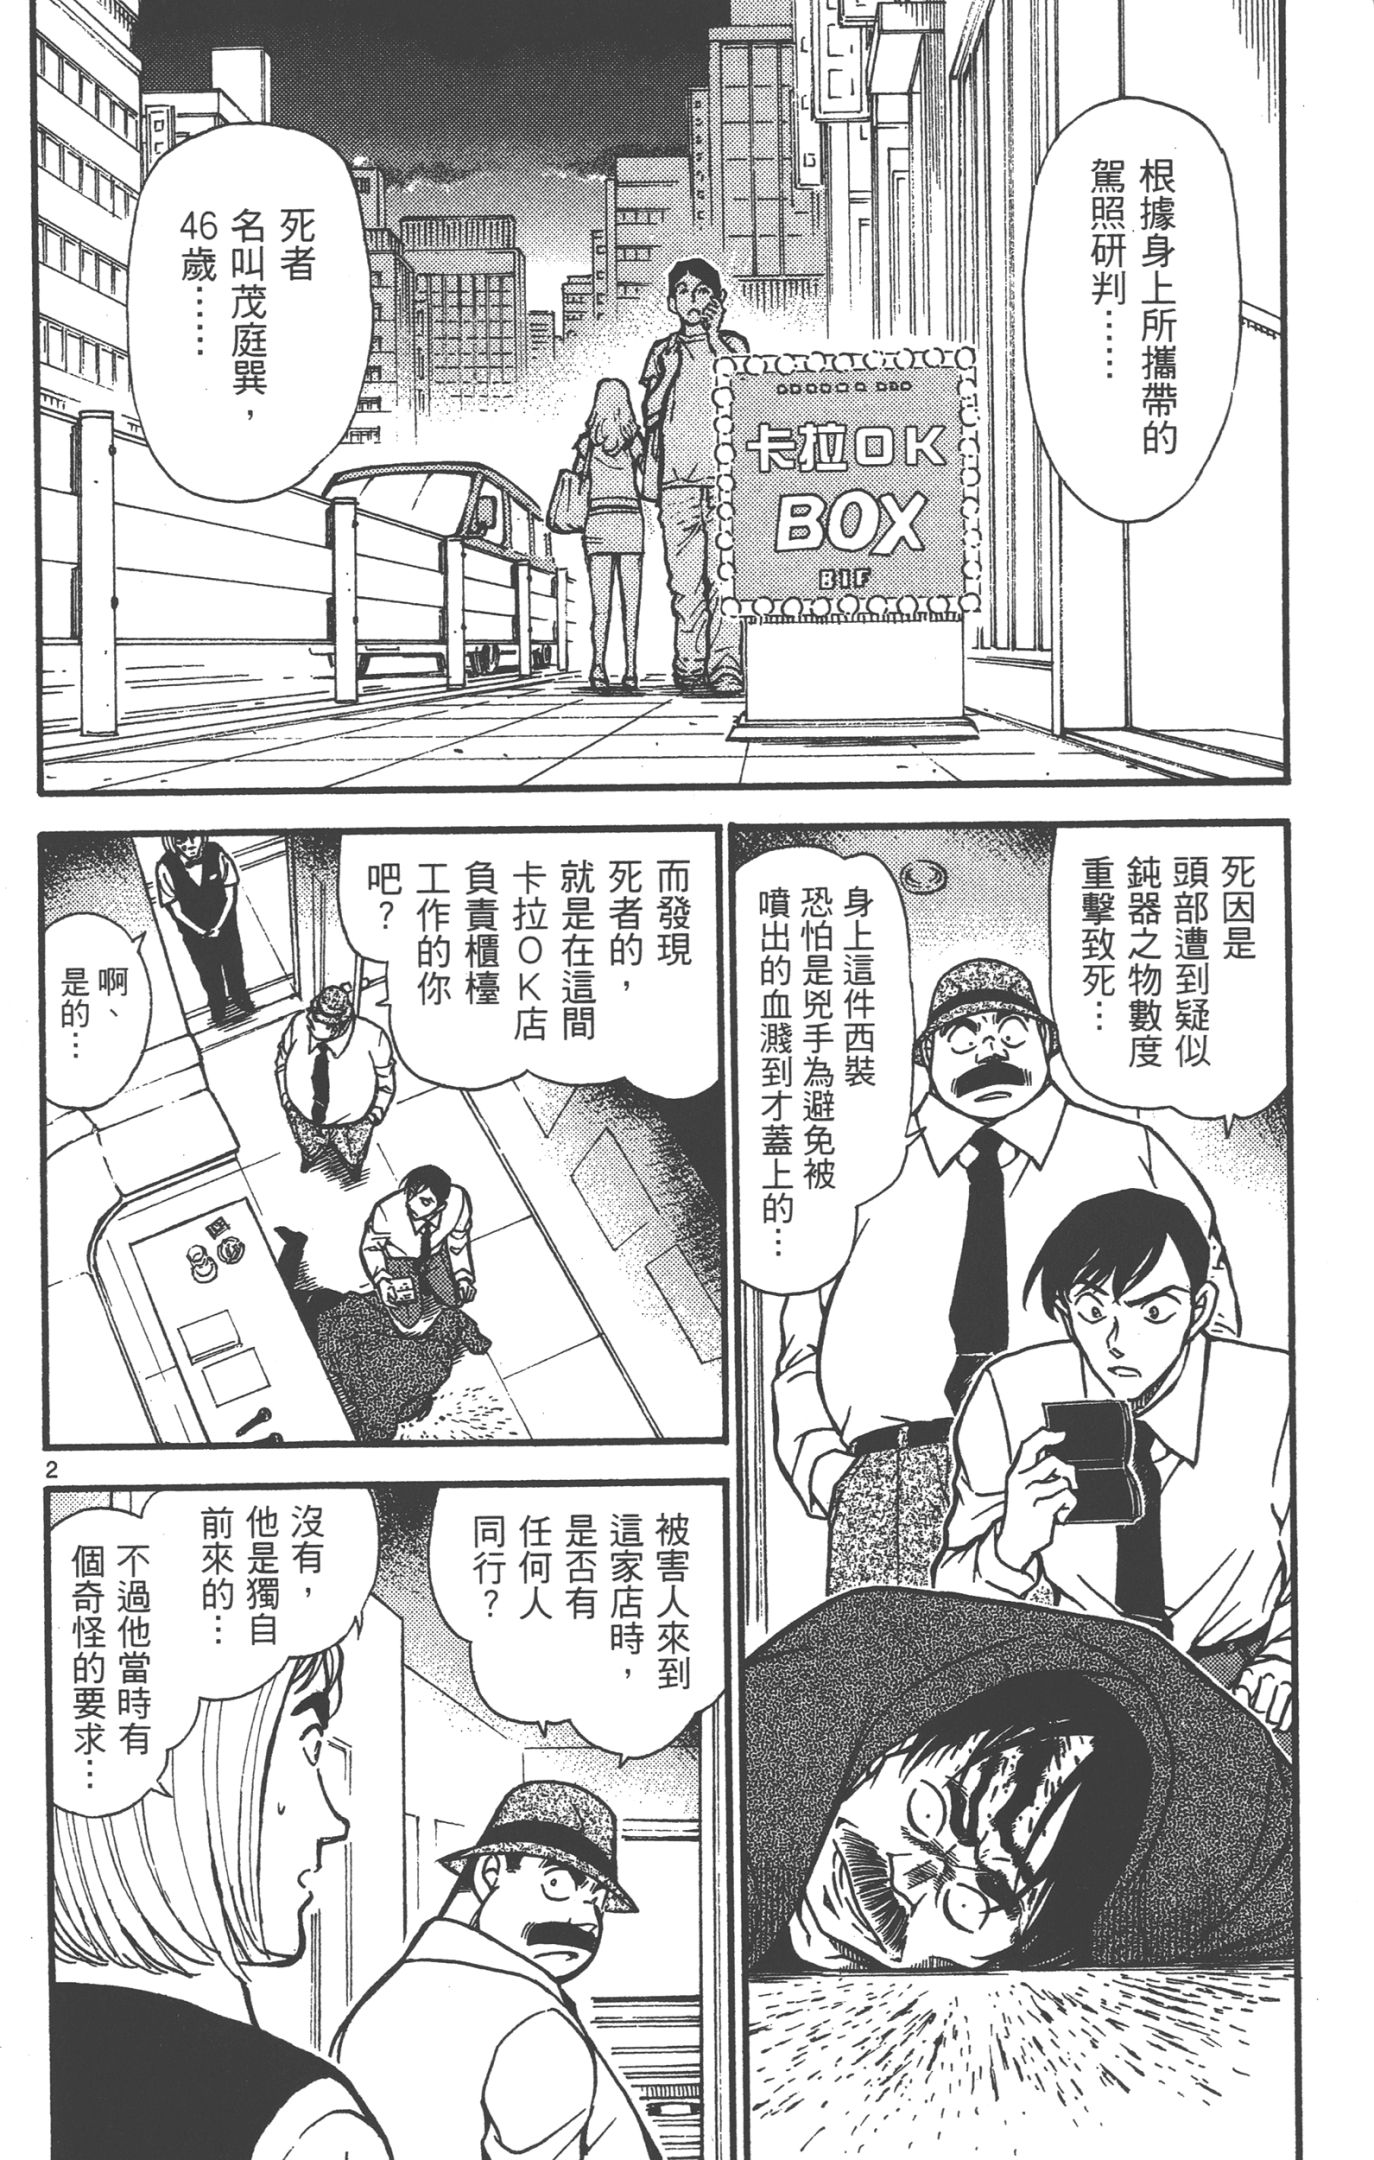 根據身上所攜帶的
駕照研判……
死者
名叫茂庭巽，
46歲……
卡拉OK
BOX
B1F
死因是
頭部遭到疑似
鈍器之物數度
重擊致死…
身上這件西裝
恐怕是兇手為避免被
噴出的血濺到才蓋上的…
而發現
死者的，
就是在這間
卡拉OK店
負責櫃檯
工作的你
吧？
啊、
是的…
2
被害人來到
這家店時，
是否有
任何人
同行？
沒有，
他是獨自
前來的…
不過他當時有
個奇怪的要求…